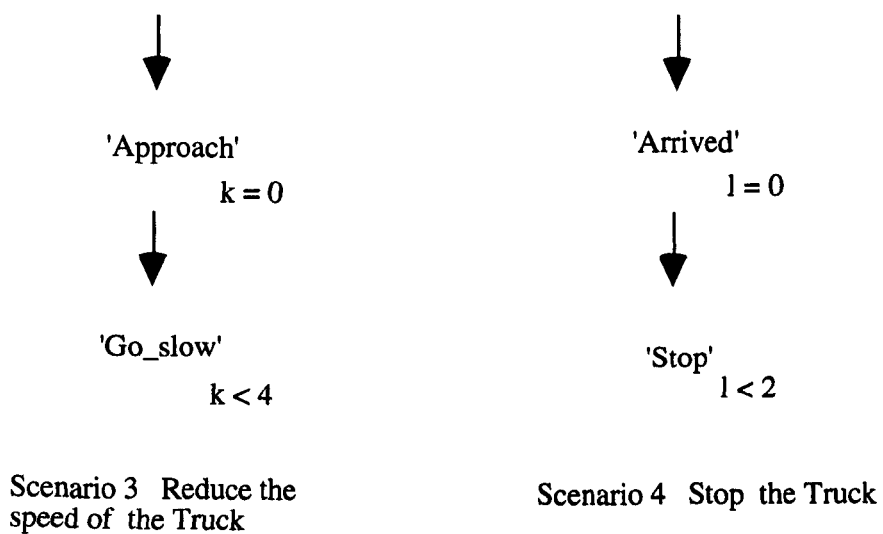 'Approach'
k = 0
'Go_slow'
k < 4
Scenario 3 Reduce the
speed of the Truck
'Arrived'
l = 0
'Stop'
l < 2
Scenario 4 Stop the Truck